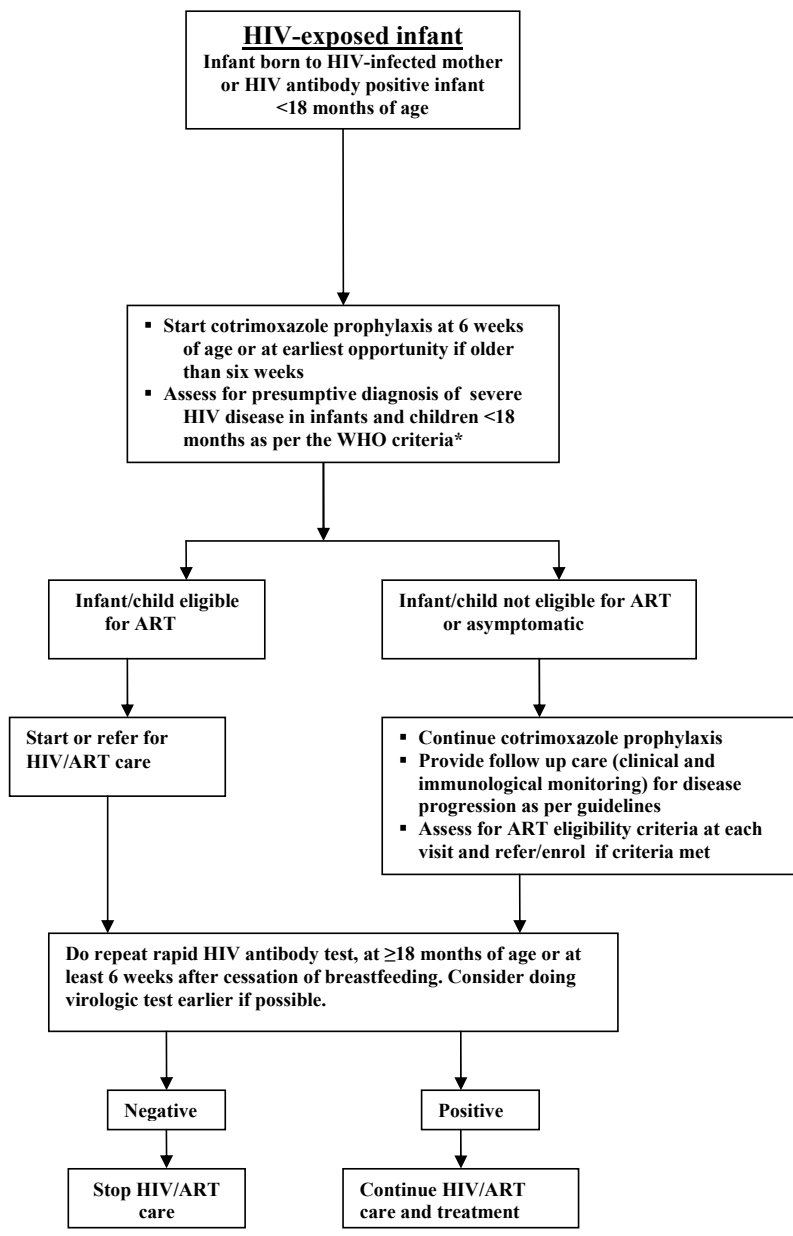 HIV-exposed infant
Infant born to HIV-infected mother
or HIV antibody positive infant
<18 months of age
▪ Start cotrimoxazole prophylaxis at 6 weeks
of age or at earliest opportunity if older
than six weeks
▪ Assess for presumptive diagnosis of severe
HIV disease in infants and children <18
months as per the WHO criteria*
Infant/child eligible
for ART
Infant/child not eligible for ART
or asymptomatic
Start or refer for
HIV/ART care
▪ Continue cotrimoxazole prophylaxis
▪ Provide follow up care (clinical and
immunological monitoring) for disease
progression as per guidelines
▪ Assess for ART eligibility criteria at each
visit and refer/enrol if criteria met
Do repeat rapid HIV antibody test, at ≥18 months of age or at
least 6 weeks after cessation of breastfeeding. Consider doing
virologic test earlier if possible.
Negative
Positive
Stop HIV/ART
care
Continue HIV/ART
care and treatment